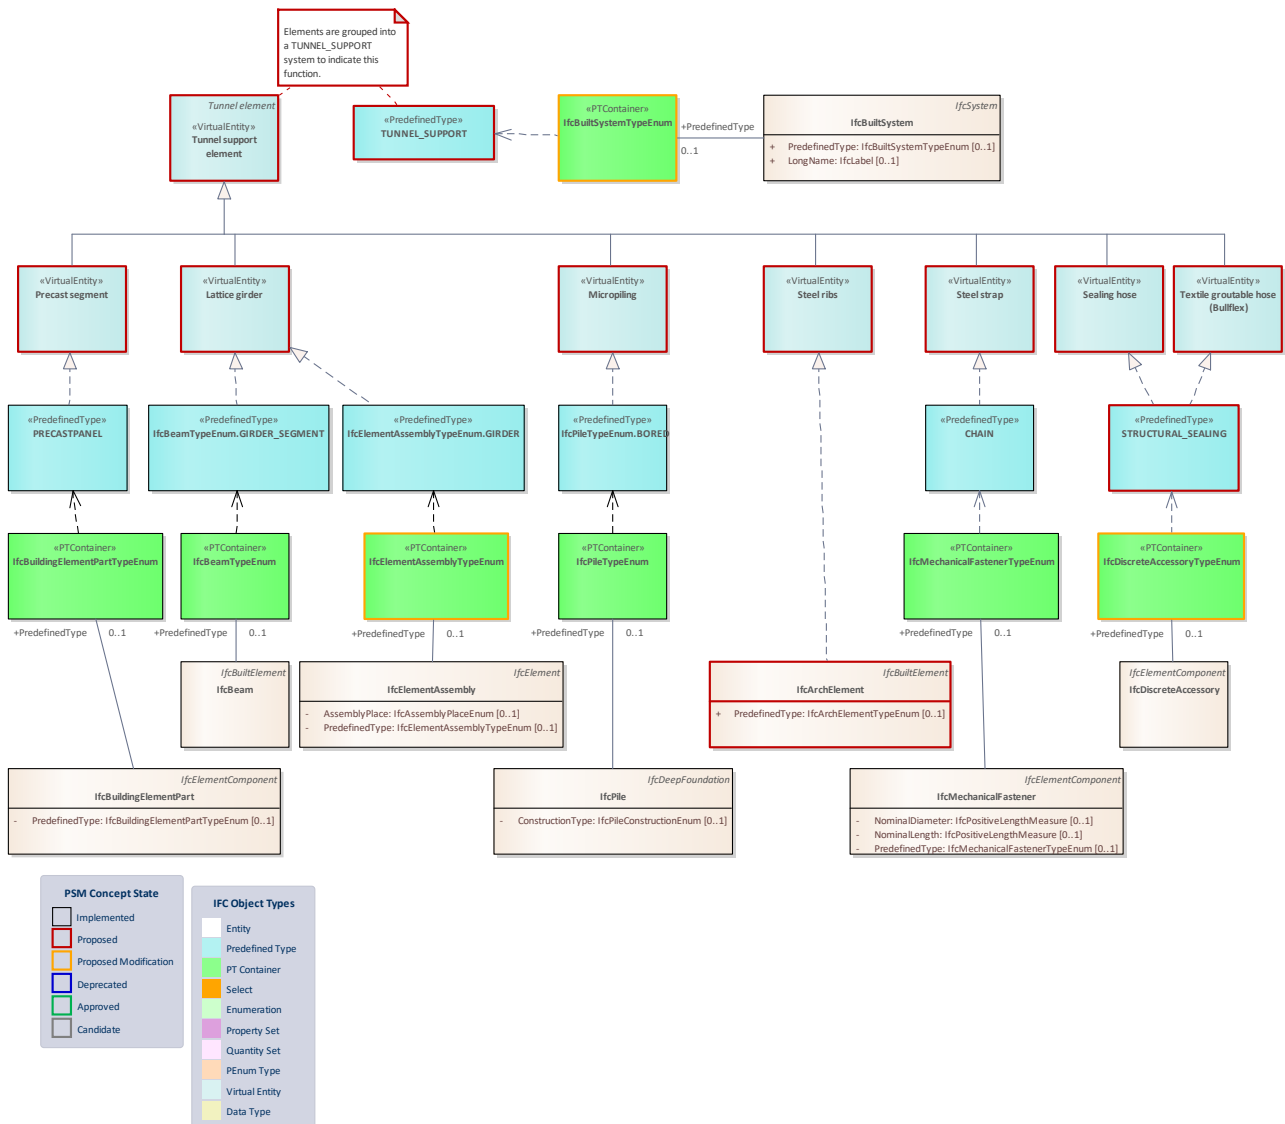 Elements are grouped into
a TUNNEL_SUPPORT
system to indicate this
function.
Tunnel element
«VirtualEntity»
Tunnel support
element
«PredefinedType»
TUNNEL_SUPPORT
«PTContainer»
IfcBuiltSystemTypeEnum
+PredefinedType
0..1
IfcSystem
IfcBuiltSystem
+ PredefinedType: IfcBuiltSystemTypeEnum [0..1]
+ LongName: IfcLabel [0..1]
«VirtualEntity»
Precast segment
«VirtualEntity»
Lattice girder
«VirtualEntity»
Micropiling
«VirtualEntity»
Steel ribs
«VirtualEntity»
Steel strap
«VirtualEntity»
Sealing hose
«VirtualEntity»
Textile groutable hose
(Bullflex)
«PredefinedType»
PRECASTPANEL
«PredefinedType»
IfcBeamTypeEnum.GIRDER_SEGMENT
«PredefinedType»
IfcElementAssemblyTypeEnum.GIRDER
«PredefinedType»
IfcPileTypeEnum.BORED
«PredefinedType»
CHAIN
«PredefinedType»
STRUCTURAL_SEALING
«PTContainer»
IfcBuildingElementPartTypeEnum
«PTContainer»
IfcBeamTypeEnum
«PTContainer»
IfcElementAssemblyTypeEnum
«PTContainer»
IfcPileTypeEnum
«PTContainer»
IfcMechanicalFastenerTypeEnum
«PTContainer»
IfcDiscreteAccessoryTypeEnum
+PredefinedType 0..1
+PredefinedType 0..1
+PredefinedType 0..1
+PredefinedType 0..1
+PredefinedType 0..1
+PredefinedType 0..1
IfcBuiltElement
IfcBeam
IfcElement
IfcElementAssembly
- AssemblyPlace: IfcAssemblyPlaceEnum [0..1]
- PredefinedType: IfcElementAssemblyTypeEnum [0..1]
IfcBuiltElement
IfcArchElement
+ PredefinedType: IfcArchElementTypeEnum [0..1]
IfcElementComponent
IfcDiscreteAccessory
IfcElementComponent
IfcBuildingElementPart
- PredefinedType: IfcBuildingElementPartTypeEnum [0..1]
IfcDeepFoundation
IfcPile
- ConstructionType: IfcPileConstructionEnum [0..1]
IfcElementComponent
IfcMechanicalFastener
- NominalDiameter: IfcPositiveLengthMeasure [0..1]
- NominalLength: IfcPositiveLengthMeasure [0..1]
- PredefinedType: IfcMechanicalFastenerTypeEnum [0..1]
PSM Concept State
Implemented
Proposed
Proposed Modification
Deprecated
Approved
Candidate
IFC Object Types
Entity
Predefined Type
PT Container
Select
Enumeration
Property Set
Quantity Set
PEnum Type
Virtual Entity
Data Type